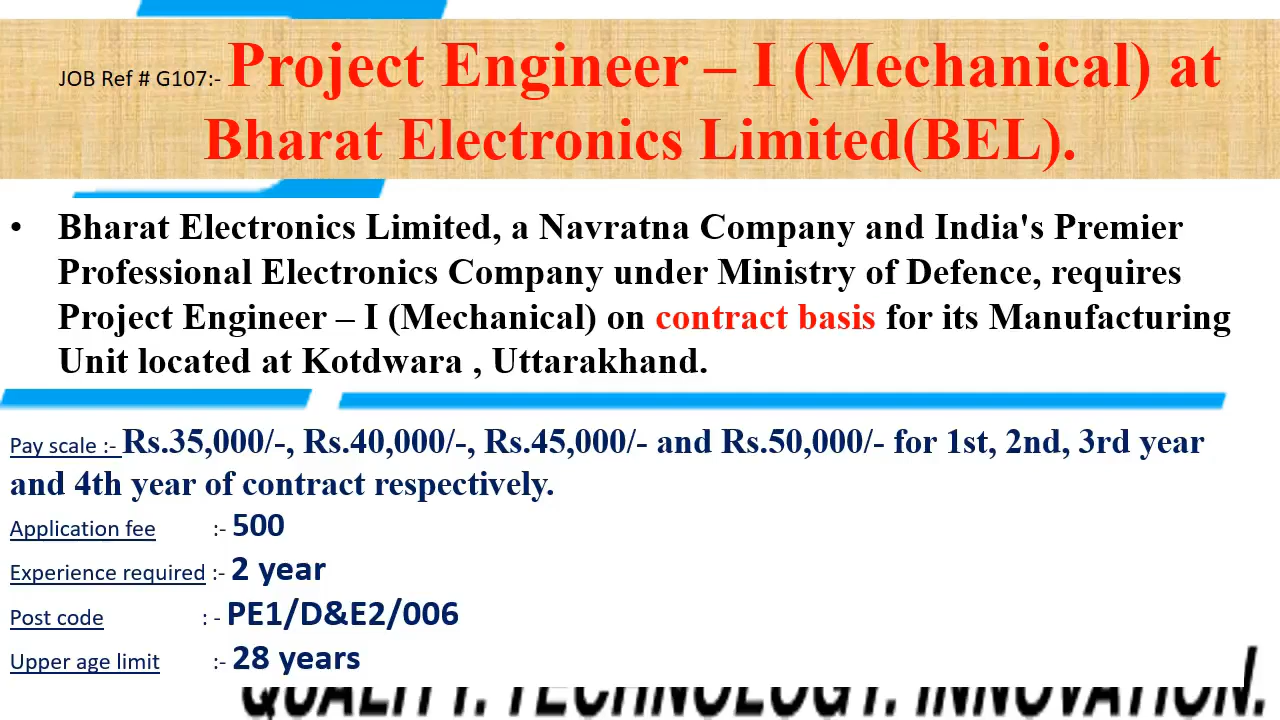 JOB Ref # G107:- Project Engineer – I (Mechanical) at
Bharat Electronics Limited(BEL).
• Bharat Electronics Limited, a Navratna Company and India's Premier
Professional Electronics Company under Ministry of Defence, requires
Project Engineer – I (Mechanical) on contract basis for its Manufacturing
Unit located at Kotdwara , Uttarakhand.
Pay scale :- Rs.35,000/-, Rs.40,000/-, Rs.45,000/- and Rs.50,000/- for 1st, 2nd, 3rd year
and 4th year of contract respectively.
Application fee :- 500
Experience required :- 2 year
Post code : - PE1/D&E2/006
Upper age limit :- 28 years
QUALITY. TECHNOLOGY. INNOVATION.